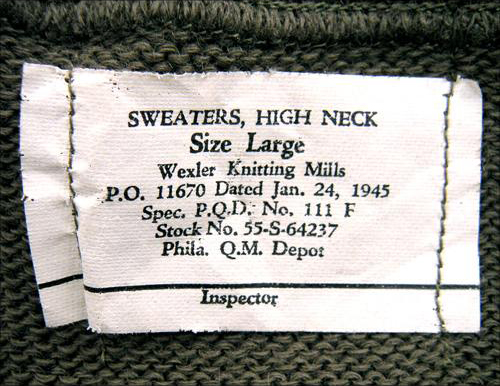 SWEATERS, HIGH NECK
Size Large
Wexler Knitting Mills
P.O. 11670 Dated Jan. 24, 1945
Spec. P.Q.D. No. 111 F
Stock No. 55-S-64237
Phila. Q.M. Depot
Inspector